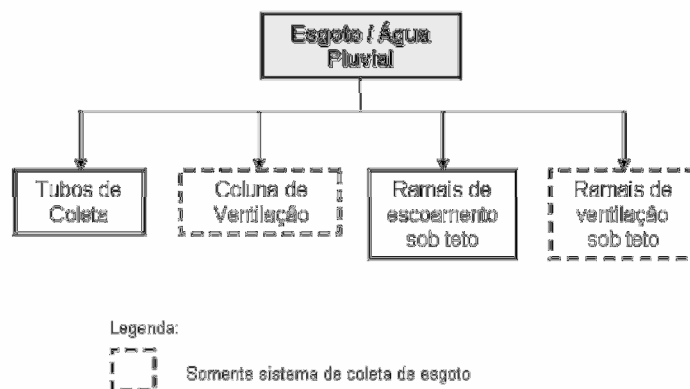 Esgoto / Água
Pluvial
Tubos de
Coleta
Coluna de
Ventilação
Ramais de
escoamento
sob teto
Ramais de
ventilação
sob teto
Legenda:
Somente sistema de coleta de esgoto